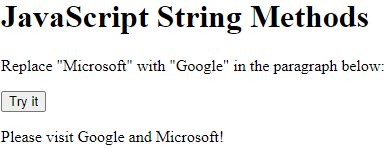 JavaScript String Methods
Replace "Microsoft" with "Google" in the paragraph below:
Try it
Please visit Google and Microsoft!